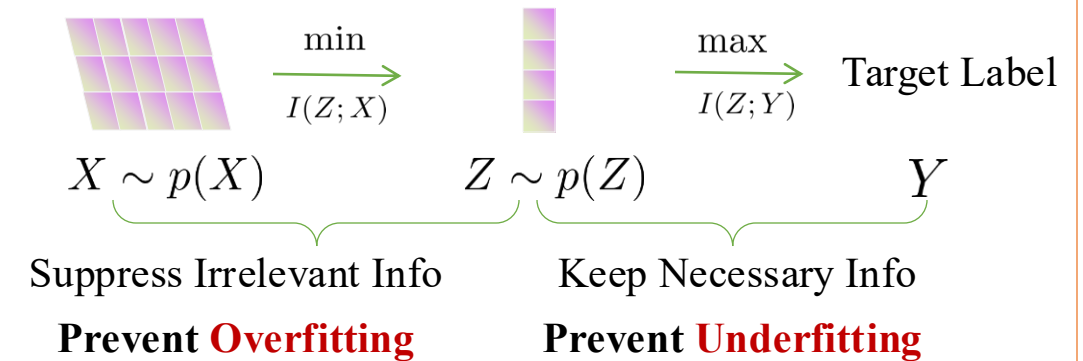 min
max
I(Z; X)
I(Z; Y)
Target Label
X ∼ p(X)
Z ∼ p(Z)
Y
Suppress Irrelevant Info
Keep Necessary Info
Prevent Overfitting
Prevent Underfitting